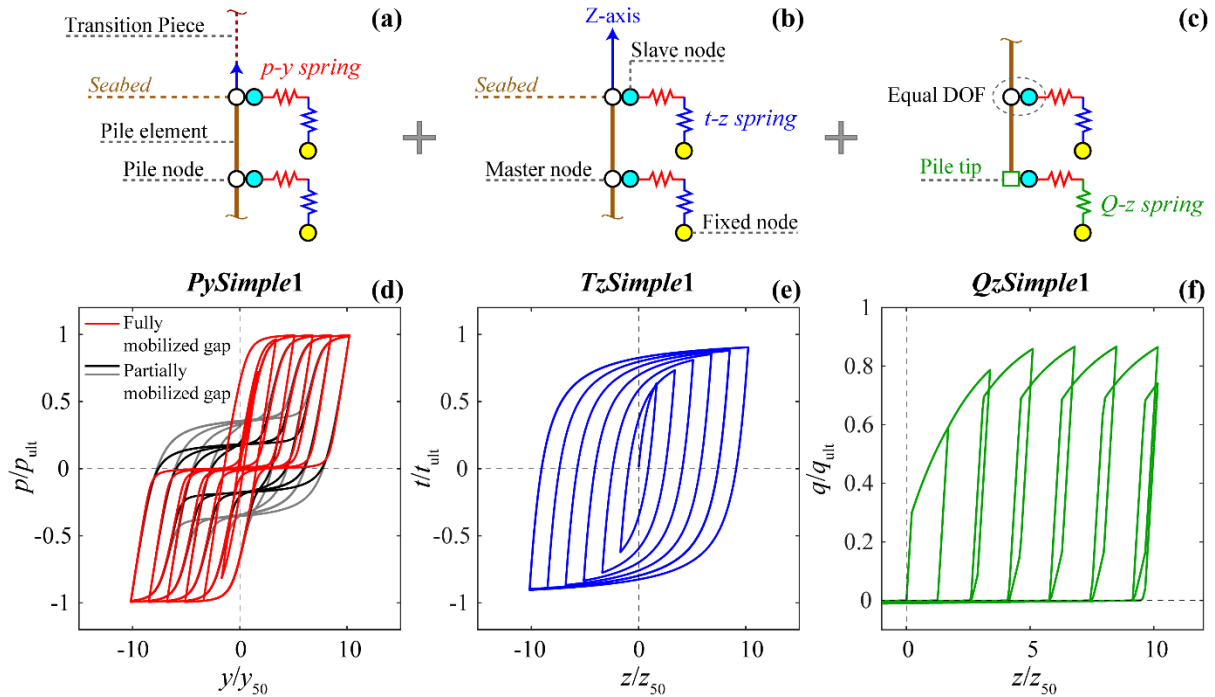 (a)
Transition Piece
p-y spring
Seabed
Pile element
Pile node
(b)
Z-axis
Slave node
Seabed
t-z spring
Master node
Fixed node
(c)
Equal DOF
Pile tip
Q-z spring
PySimple1
(d)
Fully
mobilized gap
Partially
mobilized gap
1
0.5
0
-0.5
-1
p/pult
-10
0
10
y/y50
TzSimple1
(e)
1
0.5
0
-0.5
-1
t/tult
-10
0
10
z/z50
QzSimple1
(f)
1
0.8
0.6
0.4
0.2
0
q/qult
0
5
10
z/z50